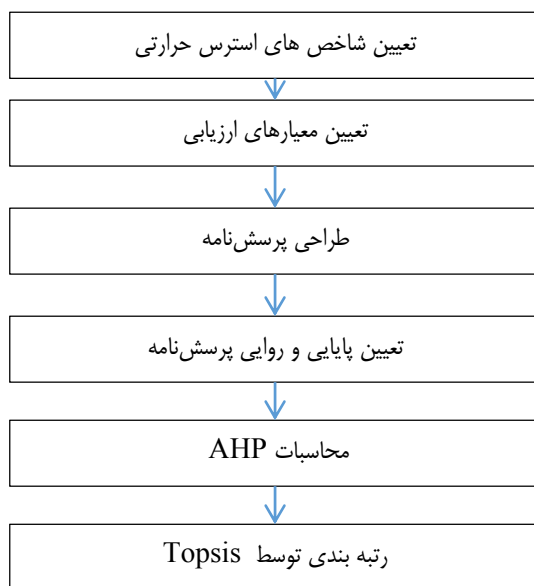 تعیین شاخص های استرس حرارتی
تعیین معیارهای ارزیابی
طراحی پرسش‌نامه
تعیین پایایی و روایی پرسش‌نامه
محاسبات AHP
رتبه بندی توسط Topsis